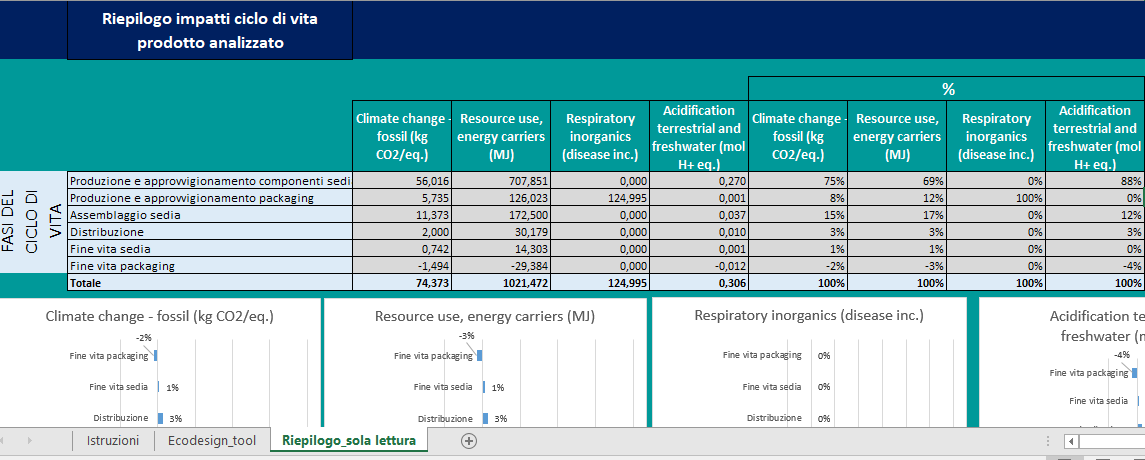 Riepilogo impatti ciclo di vita
prodotto analizzato
%
Climate change -
fossil (kg
CO2/eq.)
Resource use,
energy carriers
(MJ)
Respiratory
inorganics
(disease inc.)
Acidification
terrestrial and
freshwater (mol
H+ eq.)
Climate change -
fossil (kg
CO2/eq.)
Resource use,
energy carriers
(MJ)
Respiratory
inorganics
(disease inc.)
Acidification
terrestrial and
freshwater (mol
H+ eq.)
FASI DEL
CICLO DI
VITA
Produzione e approvvigionamento componenti sedi 56,016 707,851 0,000 0,270 75% 69% 0% 88%
Produzione e approvvigionamento packaging 5,735 126,023 124,995 0,001 8% 12% 100% 0%
Assemblaggio sedia 11,373 172,500 0,000 0,037 15% 17% 0% 12%
Distribuzione 2,000 30,179 0,000 0,010 3% 3% 0% 3%
Fine vita sedia 0,742 14,303 0,000 0,001 1% 1% 0% 0%
Fine vita packaging -1,494 -29,384 0,000 -0,012 -2% -3% 0% -4%
Totale 74,373 1021,472 124,995 0,306 100% 100% 100% 100%
Climate change - fossil (kg CO2/eq.)
-2%
Fine vita packaging
Fine vita sedia 1%
Distribuzione 3%
Resource use, energy carriers (MJ)
-3%
Fine vita packaging
Fine vita sedia 1%
Distribuzione 3%
Respiratory inorganics (disease inc.)
Fine vita packaging 0%
Fine vita sedia 0%
Distribuzione 0%
Acidification te
freshwater (
-4%
Fine vita packaging
Fine vita sedia
Istruzioni Ecodesign_tool Riepilogo_sola lettura